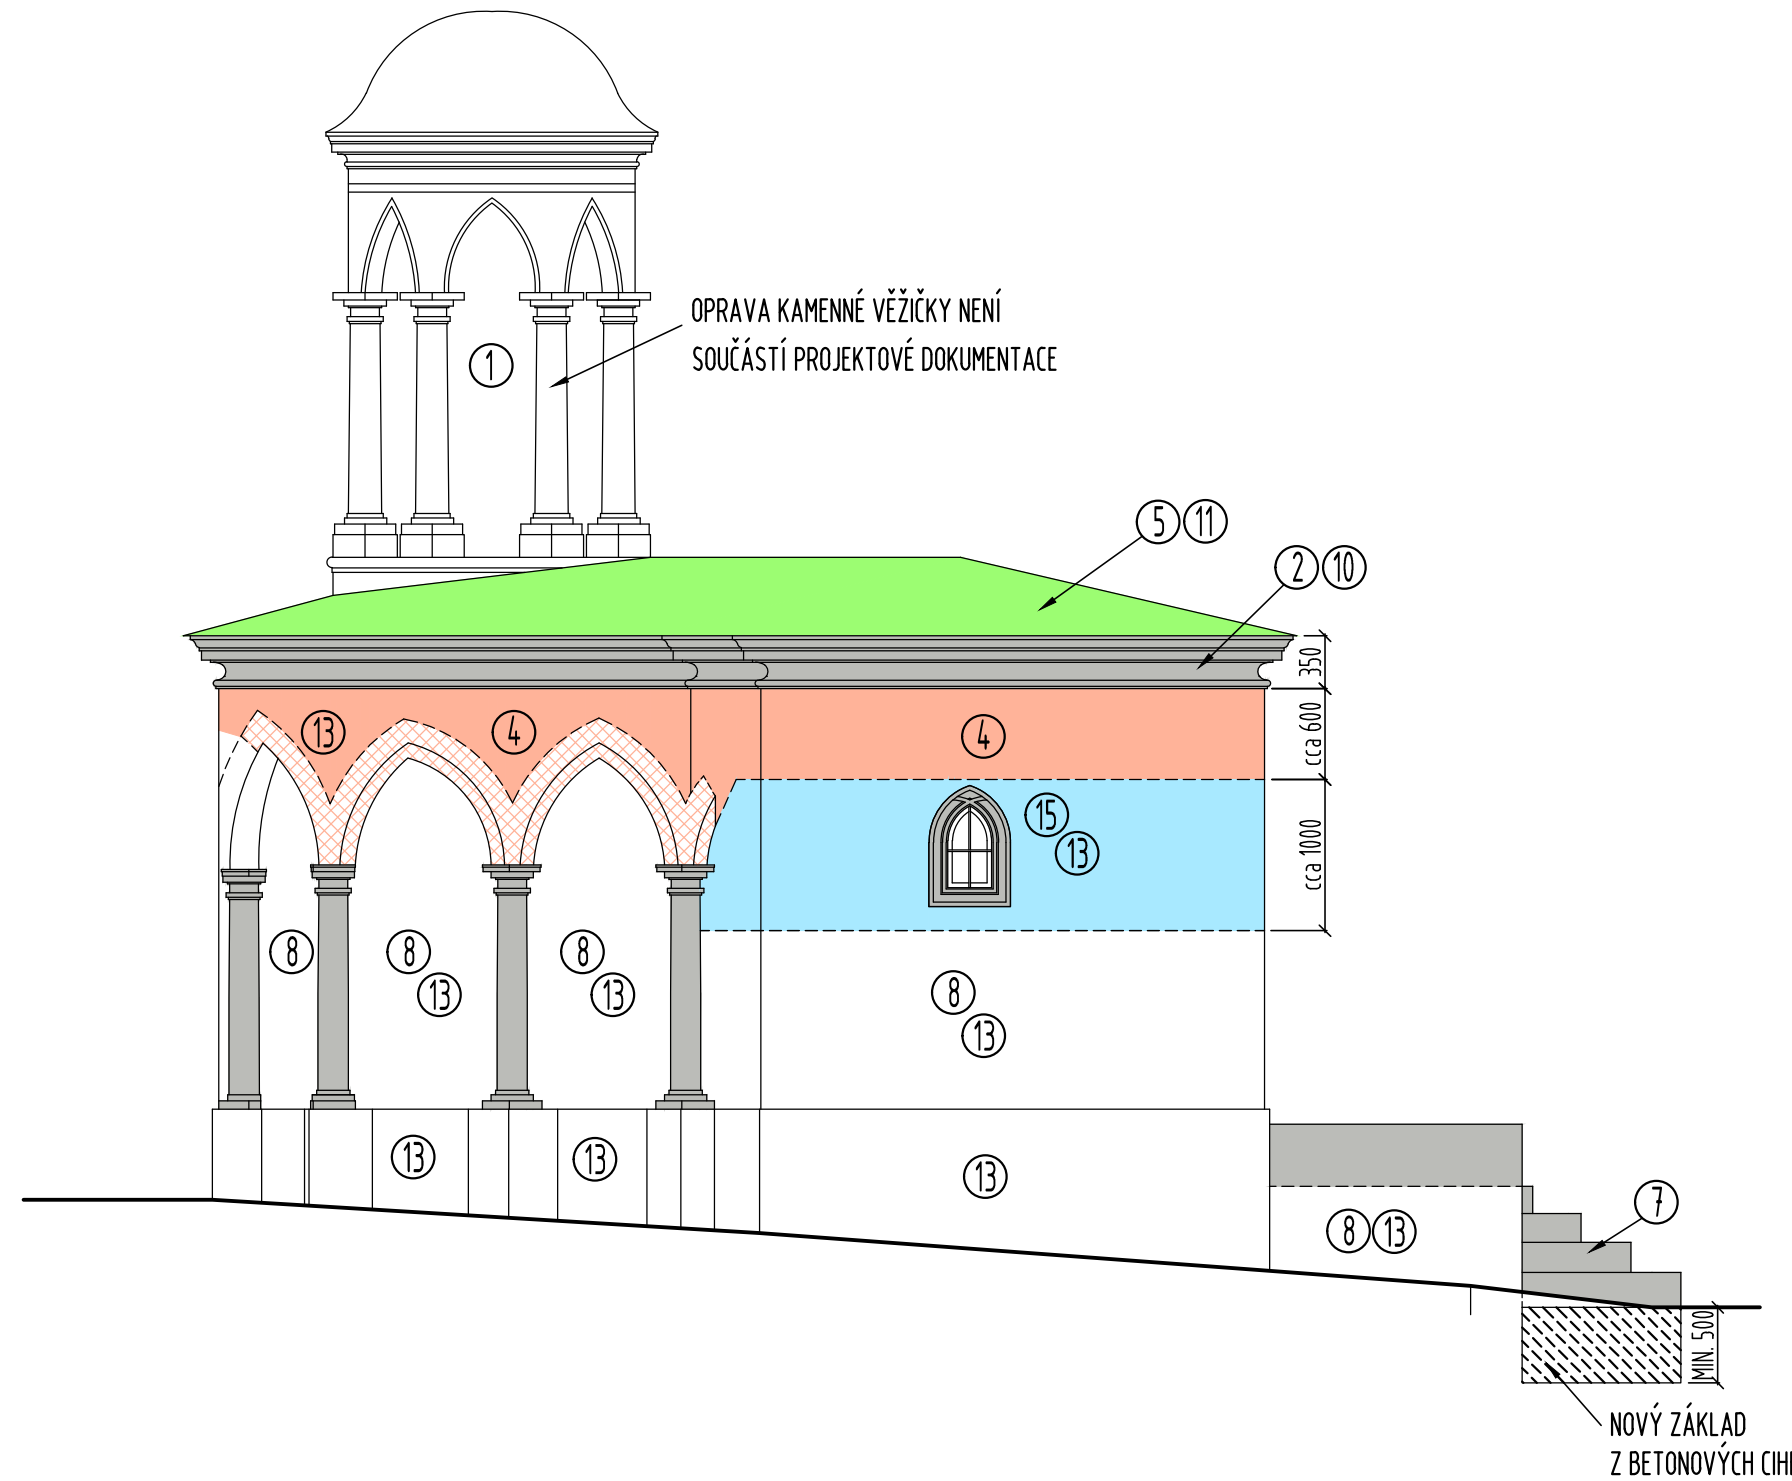 OPRAVA KAMENNÉ VĚŽIČKY NENÍ
SOUČÁSTÍ PROJEKTOVÉ DOKUMENTACE
1
5 11
2 10
350
13 4 4
cca 600
15
13
cca 1000
8 8 8 8
13 13 13
13 13 13
7
8 13
MIN. 500
NOVÝ ZÁKLAD
Z BETONOVÝCH